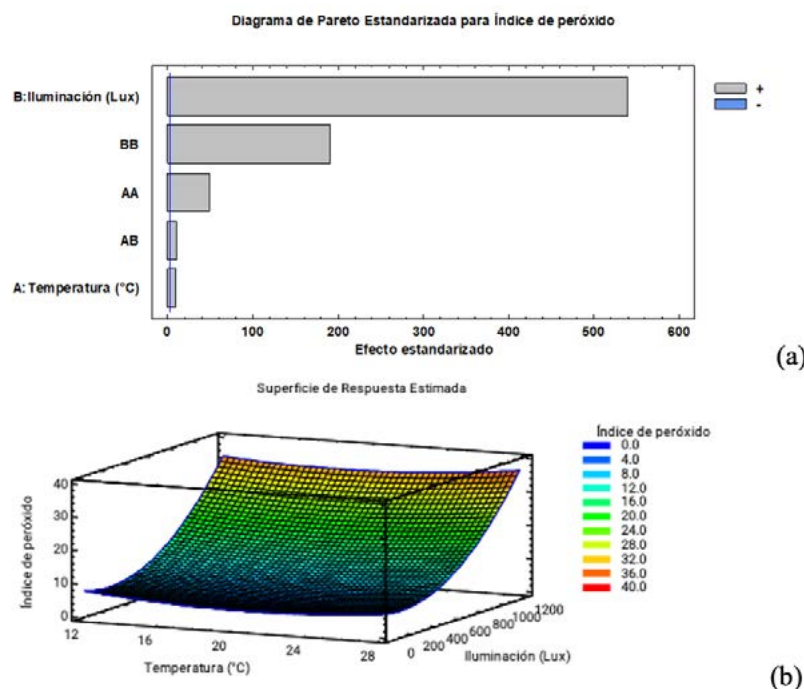 Diagrama de Pareto Estandarizada para Índice de peróxido
B:Iluminación (Lux)
BB
AA
AB
A: Temperatura (°C)
0 100 200 300 400 500 600
Efecto estandarizado
+
-
(a)
Superficie de Respuesta Estimada
Índice de peróxido
40
30
20
10
0
12 16 20 24 28
Temperatura (°C)
0 200 400 600 800 1000 1200
Iluminación (Lux)
Índice de peróxido
0.0
4.0
8.0
12.0
16.0
20.0
24.0
28.0
32.0
36.0
40.0
(b)